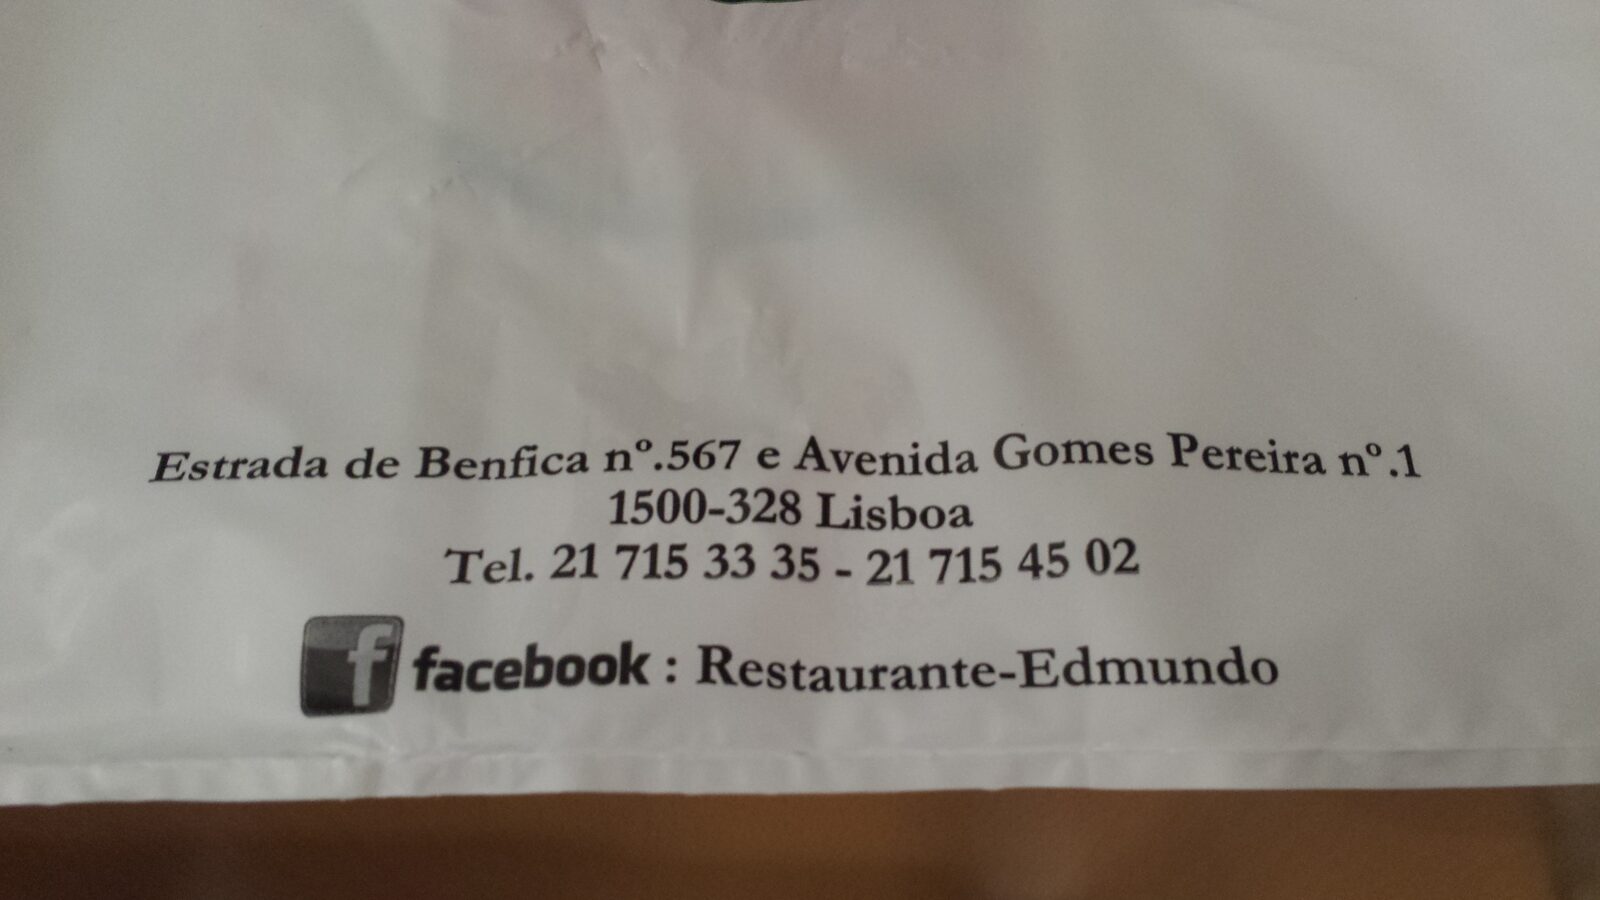 Estrada de Benfica nº.567 e Avenida Gomes Pereira nº.1
1500-328 Lisboa
Tel. 21 715 33 35 - 21 715 45 02
f facebook : Restaurante-Edmundo